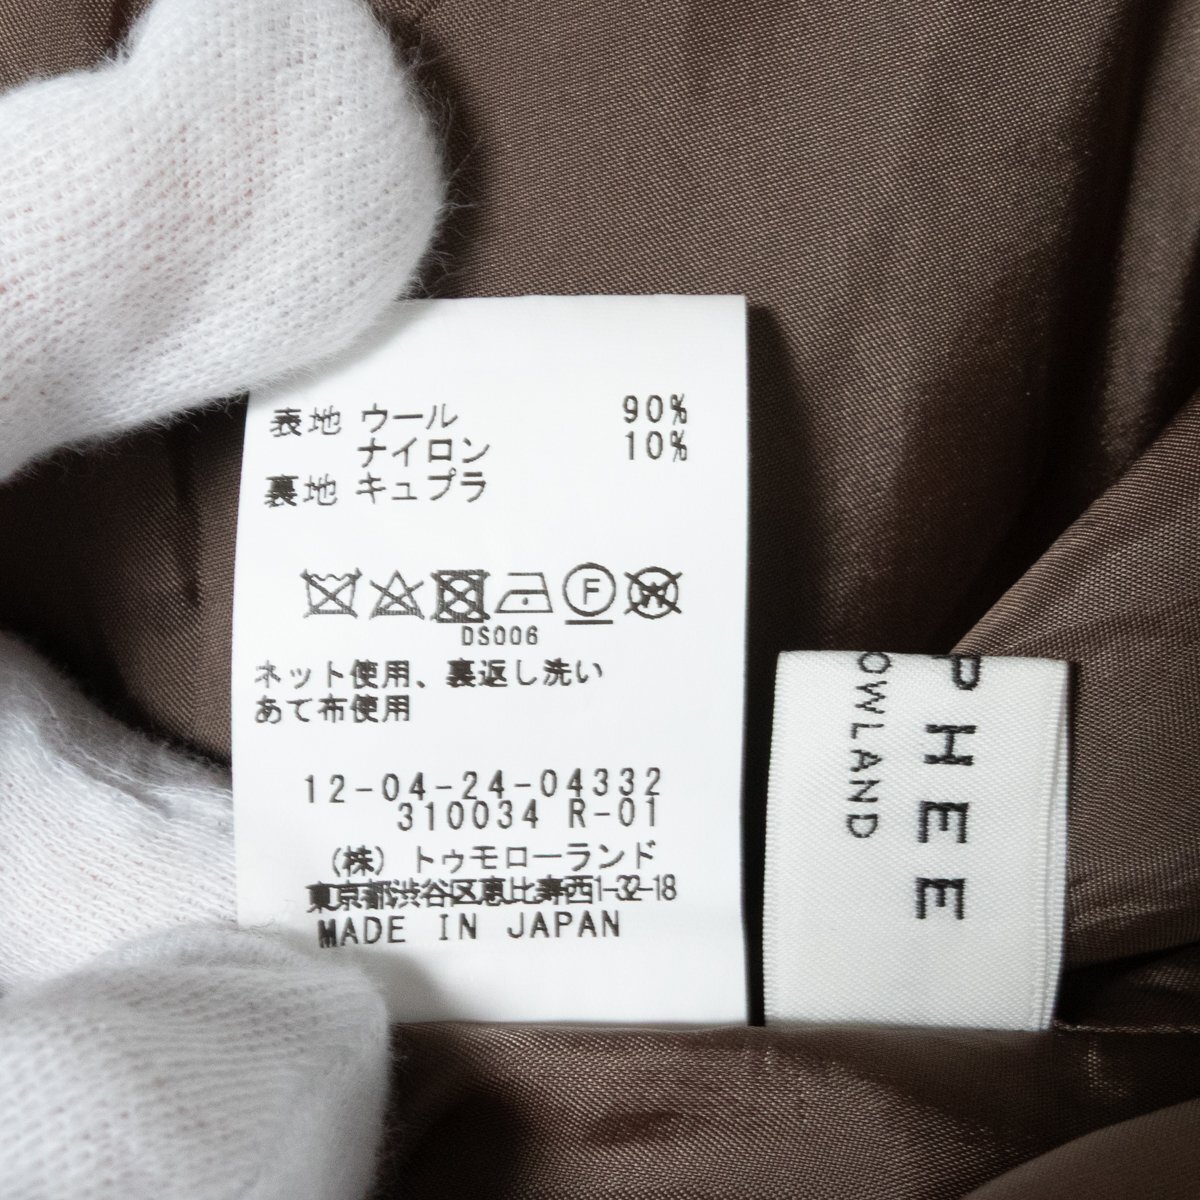 表地 ウール 90%
ナイロン 10%
裏地 キュプラ
F
W
DS006
ネット使用、裏返し洗い
あて布使用
12-04-24-04332
310034 R-01
(株) トゥモローランド
東京都渋谷区恵比寿西1-32-18
MADE IN JAPAN
PHEE
OWLAND